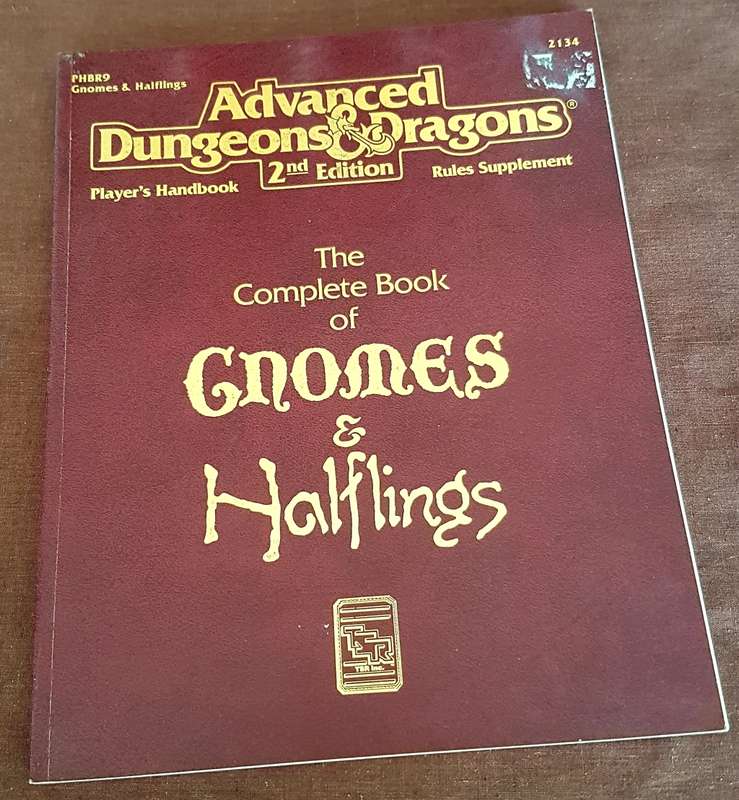 PHBR9
Gnomes & Halflings
2134
Advanced
Dungeons & Dragons®
2nd Edition
Player's Handbook
Rules Supplement
The
Complete Book
of
GNOMES
&
Halflings
TSR
TSR Inc.